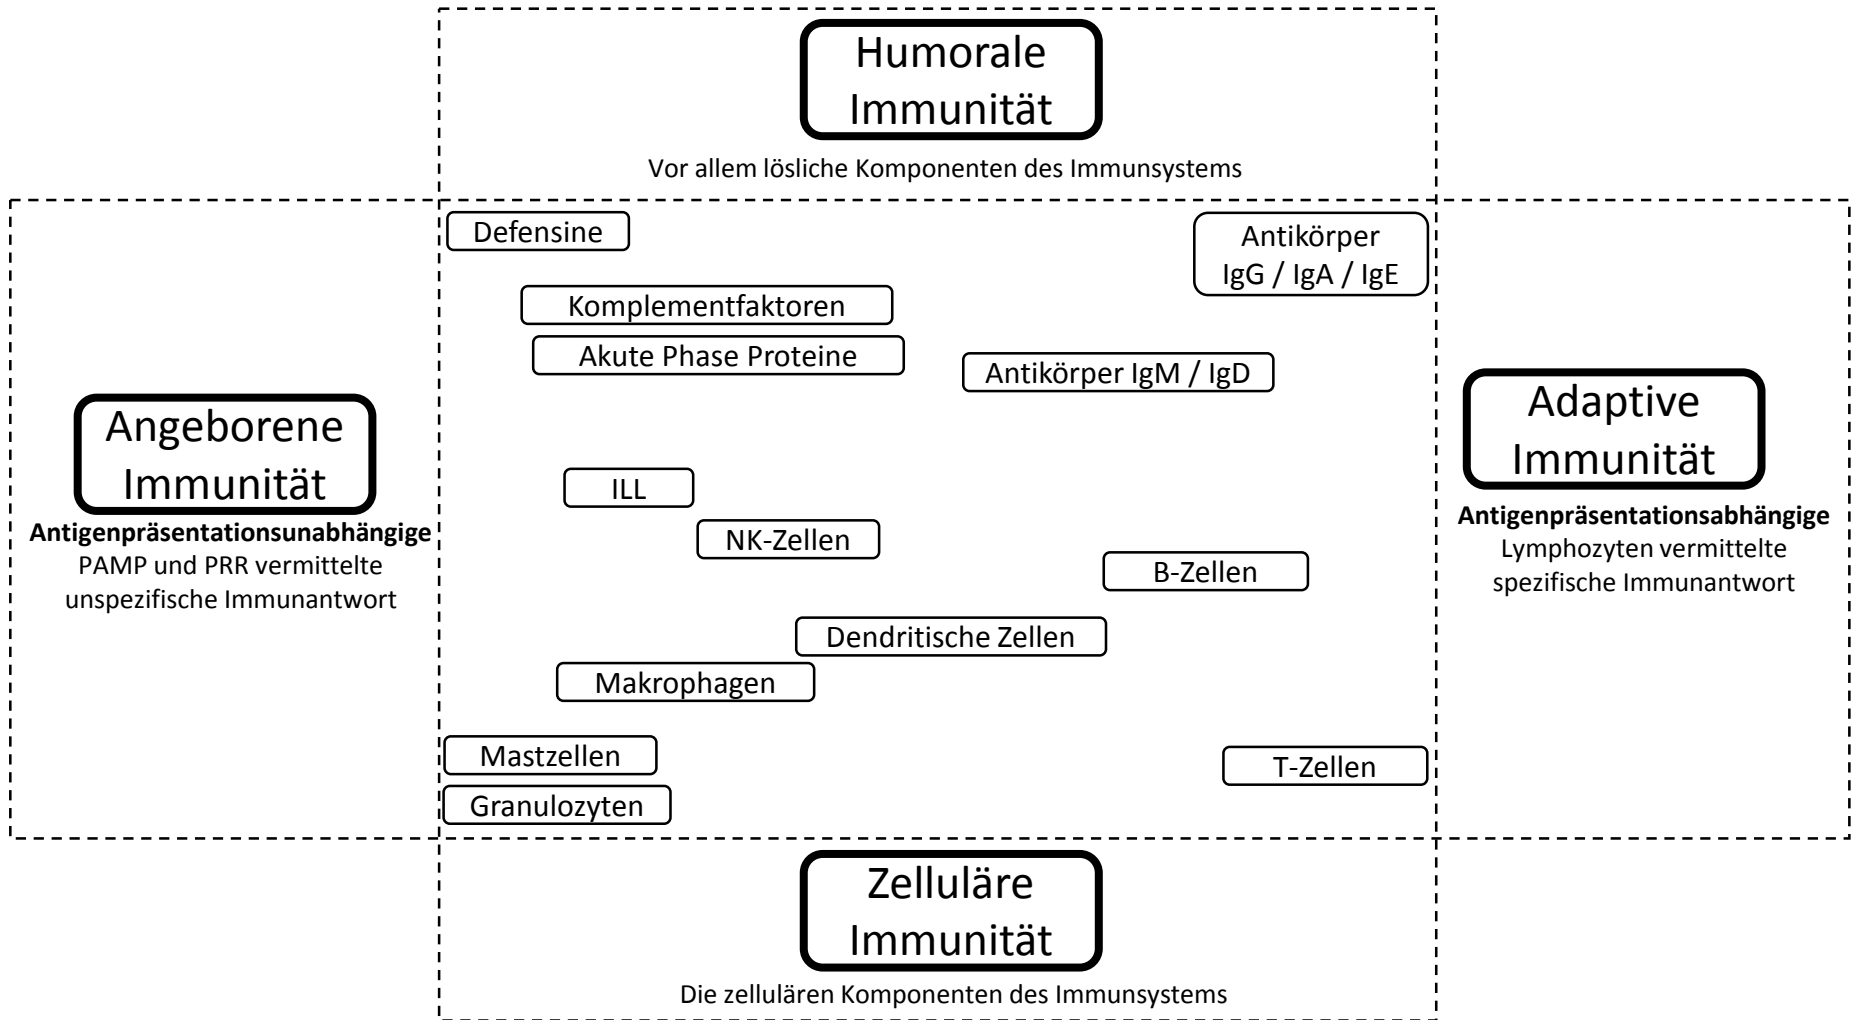 Humorale
Immunität
Vor allem lösliche Komponenten des Immunsystems
Defensine
Antikörper
IgG / IgA / IgE
Komplementfaktoren
Akute Phase Proteine
Antikörper IgM / IgD
Angeborene
Immunität
Antigenpräsentationsunabhängige
PAMP und PRR vermittelte
unspezifische Immunantwort
Adaptive
Immunität
Antigenpräsentationsabhängige
Lymphozyten vermittelte
spezifische Immunantwort
ILL
NK-Zellen
B-Zellen
Dendritische Zellen
Makrophagen
Mastzellen
T-Zellen
Granulozyten
Zelluläre
Immunität
Die zellulären Komponenten des Immunsystems